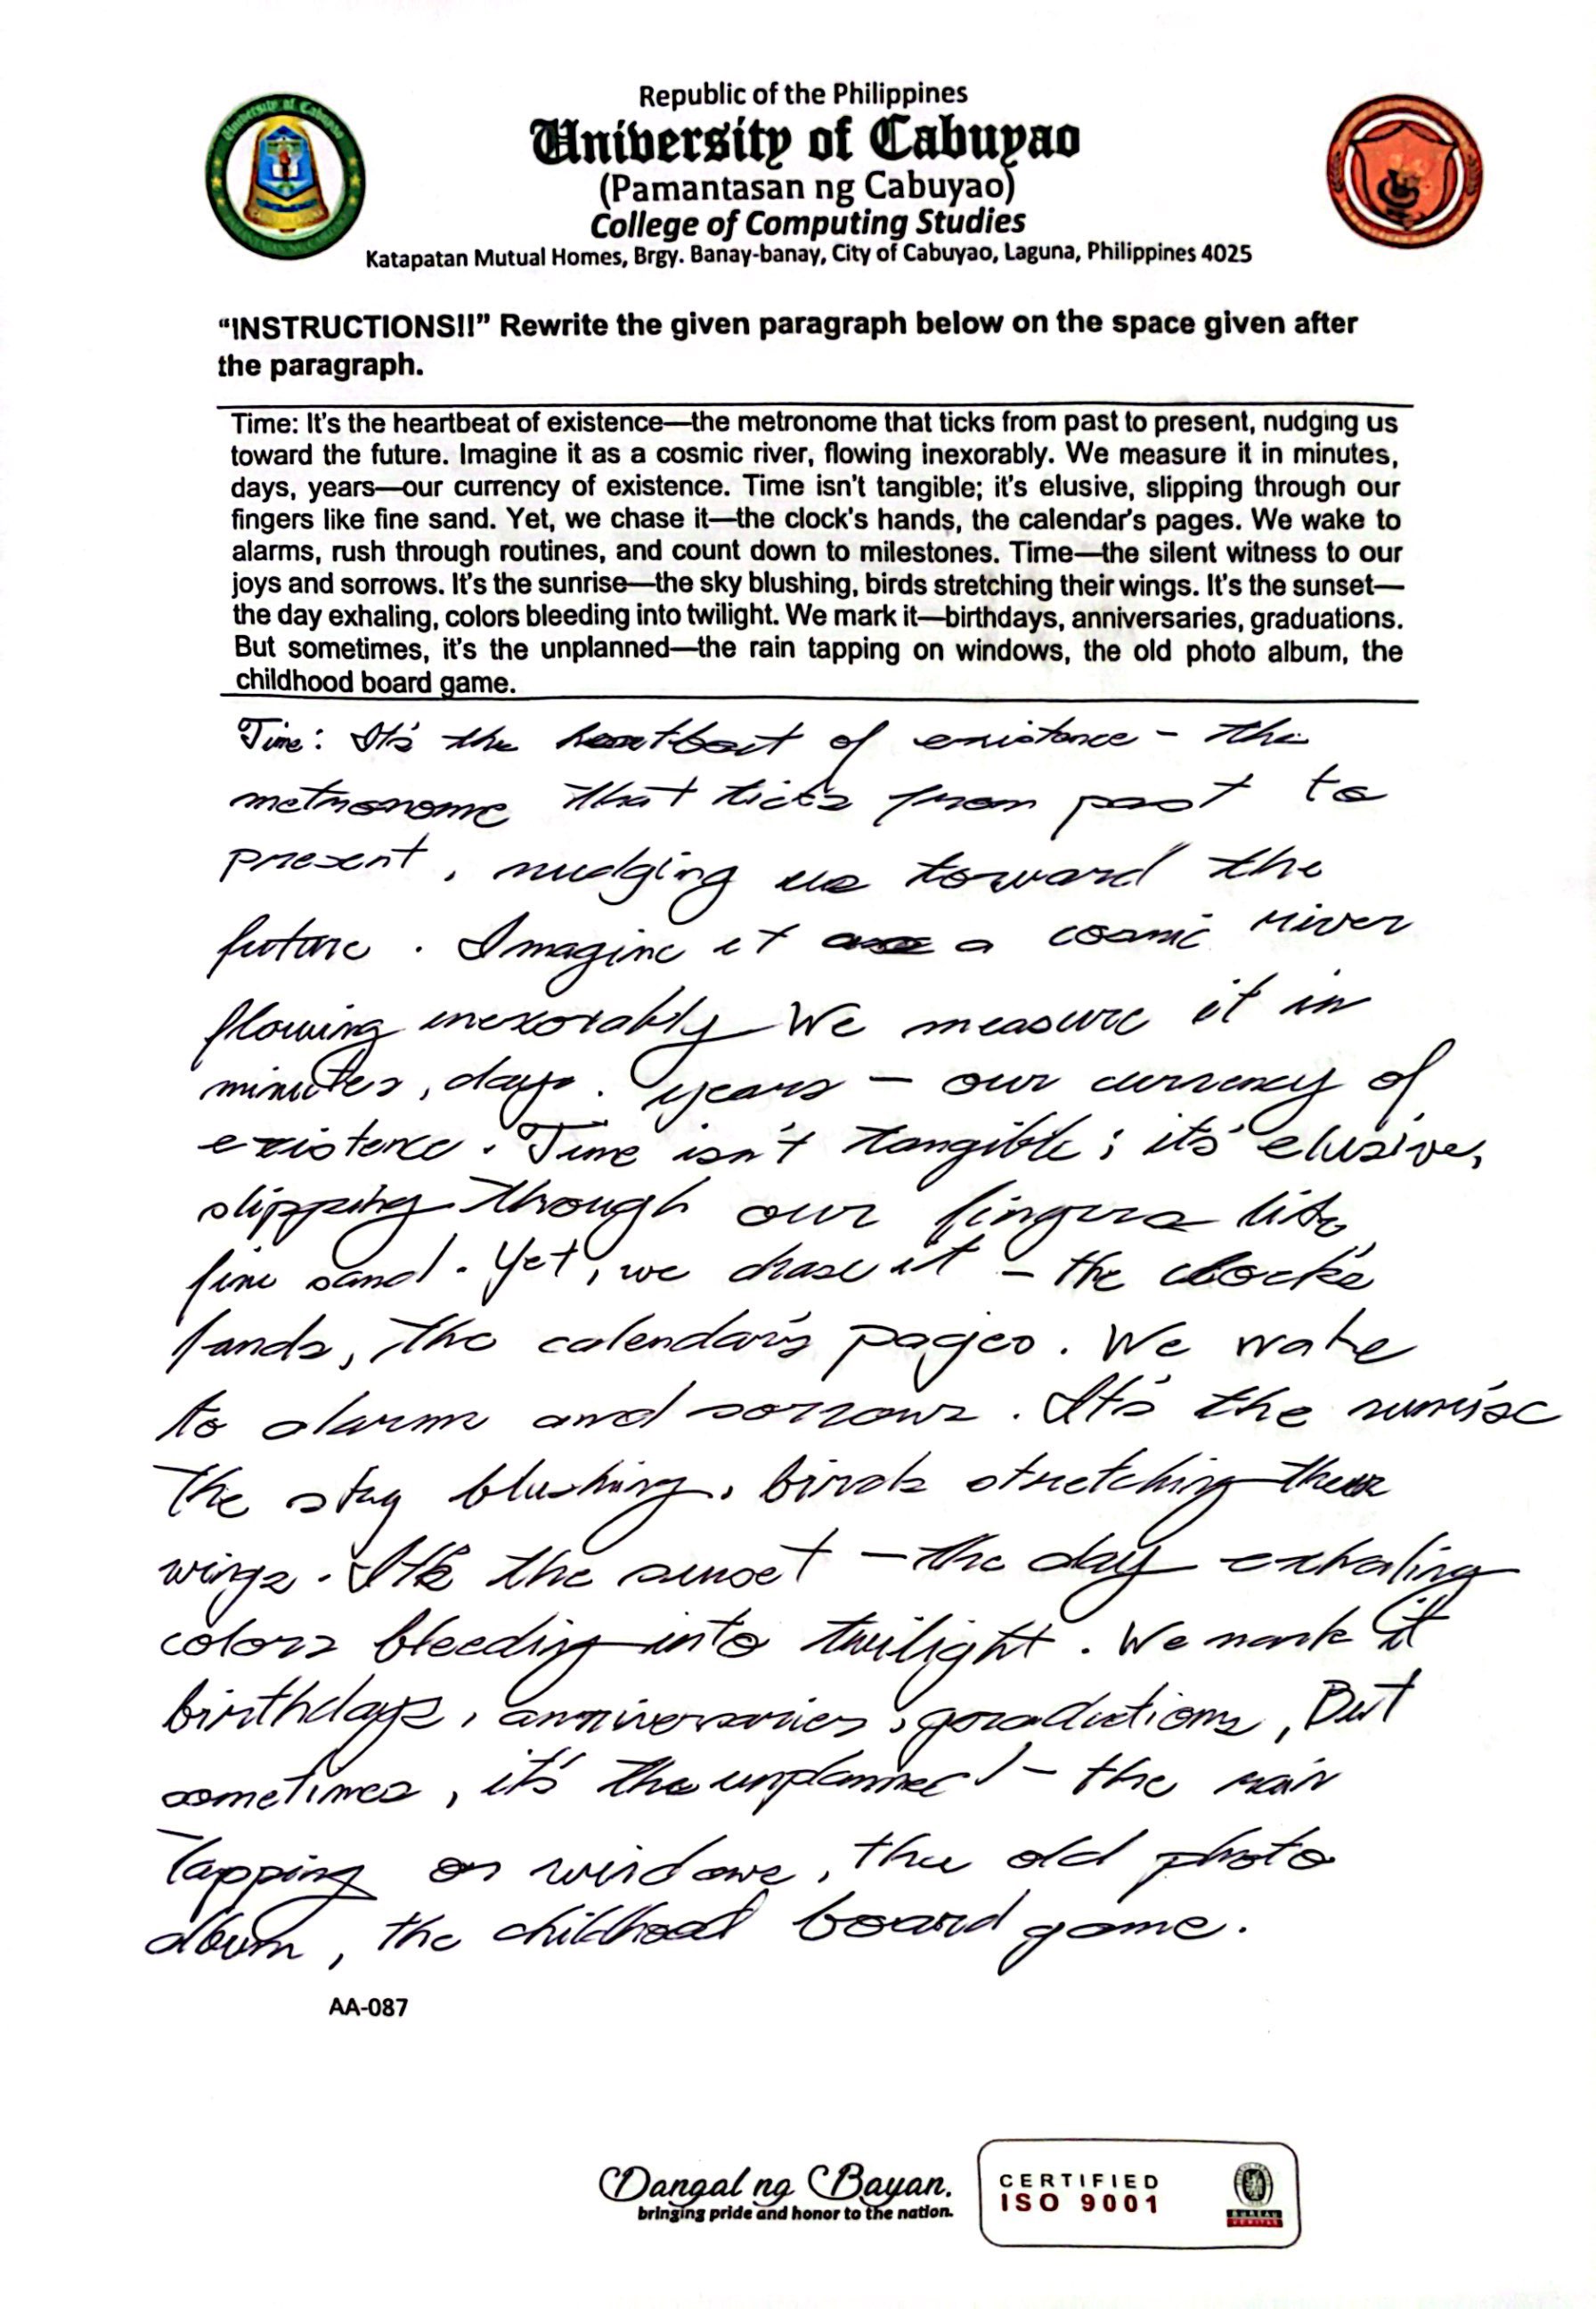 Republic of the Philippines
University of Cabuyao
(Pamantasan ng Cabuyao)
College of Computing Studies
Katapatan Mutual Homes, Brgy. Banay-banay, City of Cabuyao, Laguna, Philippines 4025
“INSTRUCTIONS!!” Rewrite the given paragraph below on the space given after
the paragraph.
Time: It’s the heartbeat of existence—the metronome that ticks from past to present, nudging us
toward the future. Imagine it as a cosmic river, flowing inexorably. We measure it in minutes,
days, years—our currency of existence. Time isn’t tangible; it’s elusive, slipping through our
fingers like fine sand. Yet, we chase it—the clock’s hands, the calendar’s pages. We wake to
alarms, rush through routines, and count down to milestones. Time—the silent witness to our
joys and sorrows. It’s the sunrise—the sky blushing, birds stretching their wings. It’s the sunset—
the day exhaling, colors bleeding into twilight. We mark it—birthdays, anniversaries, graduations.
But sometimes, it’s the unplanned—the rain tapping on windows, the old photo album, the
childhood board game.
Time: It's the heartbeat of existence - the
metronome that ticks from past to
present, nudging us toward the
future. Imagine it as a cosmic river
flowing inexorably We measure it in
minutes, days. years - our currency of
existence. Time isn't tangible; its' elusive,
slipping through our fingers like
fine sand. Yet, we chase it - the clock's
hands, the calendar's pages. We wake
to alarms and sorrows. It's the sunrise
the sky blushing, birds stretching their
wings. It's the sunset - the day exhaling
colors bleeding into twilight. We mark it
birthdays, anniversaries, graduations, But
sometimes, it's the unplanned - the rain
tapping on windows, the old photo
album, the childhood board game.
AA-087
Dangal ng Bayan.
bringing pride and honor to the nation.
CERTIFIED
ISO 9001
BUREAU
VERITAS